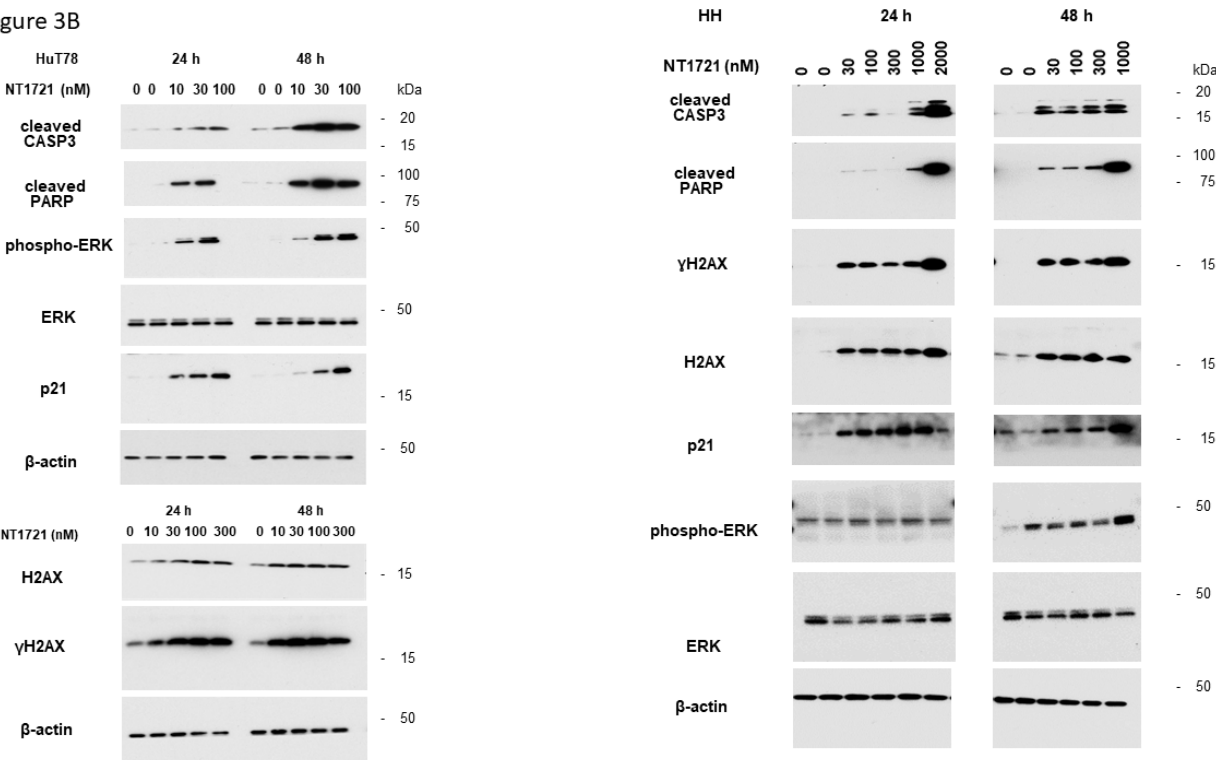 gure 3B
HuT78 24 h 48 h
NT1721 (nM) 0 0 10 30 100 0 0 10 30 100 kDa
cleaved
CASP3
- 20
- 15
cleaved
PARP
- 100
- 75
phospho-ERK
- 50
ERK
- 50
p21
- 15
β-actin
- 50
24 h 48 h
NT1721 (nM) 0 10 30 100 300 0 10 30 100 300
H2AX
- 15
γH2AX
- 15
β-actin
- 50
HH 24 h 48 h
NT1721 (nM) 0 0 30 100 300 1000 2000 0 0 30 100 300 1000 kDa
cleaved
CASP3
- 20
- 15
cleaved
PARP
- 100
- 75
ɣH2AX
- 15
H2AX
- 15
p21
- 15
phospho-ERK
- 50
ERK
- 50
β-actin
- 50